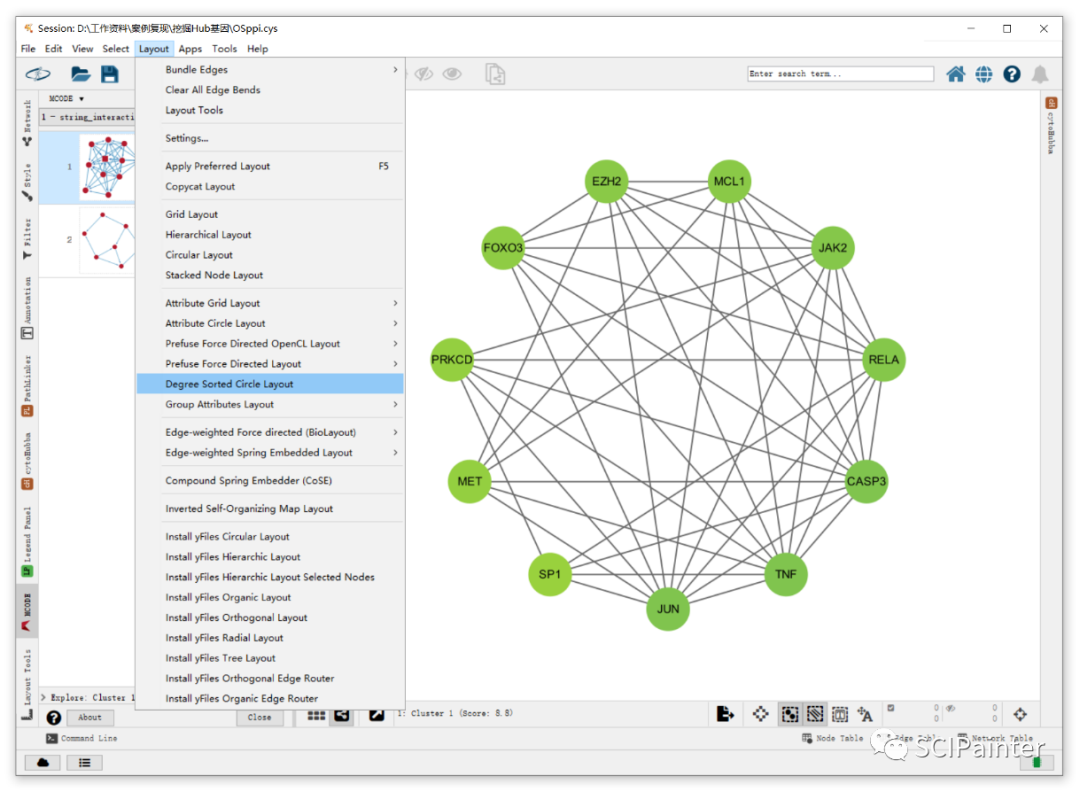 Session: D:\工作资料\案例复现\挖掘Hub基因\OSppi.cys
File Edit View Select Layout Apps Tools Help
Enter search term...
MCODE
1 - string_interacti
1
2
Network
Style
Filter
Annotation
PathLinker
cytoHubba
Legend Panel
MCODE
Layout Tools
Bundle Edges
Clear All Edge Bends
Layout Tools
Settings...
Apply Preferred Layout F5
Copycat Layout
Grid Layout
Hierarchical Layout
Circular Layout
Stacked Node Layout
Attribute Grid Layout
Attribute Circle Layout
Prefuse Force Directed OpenCL Layout
Prefuse Force Directed Layout
Degree Sorted Circle Layout
Group Attributes Layout
Edge-weighted Force directed (BioLayout)
Edge-weighted Spring Embedded Layout
Compound Spring Embedder (CoSE)
Inverted Self-Organizing Map Layout
Install yFiles Circular Layout
Install yFiles Hierarchic Layout
Install yFiles Hierarchic Layout Selected Nodes
Install yFiles Organic Layout
Install yFiles Orthogonal Layout
Install yFiles Radial Layout
Install yFiles Tree Layout
Install yFiles Orthogonal Edge Router
Install yFiles Organic Edge Router
EZH2
MCL1
FOXO3
JAK2
PRKCD
RELA
MET
CASP3
SP1
TNF
JUN
cytoHubba
Explore: Cluster 1
About
Close
1: Cluster 1 (Score: 8.8)
0 0
0 0
Command Line
Node Table
Edge Table
Network Table
SCIPainter